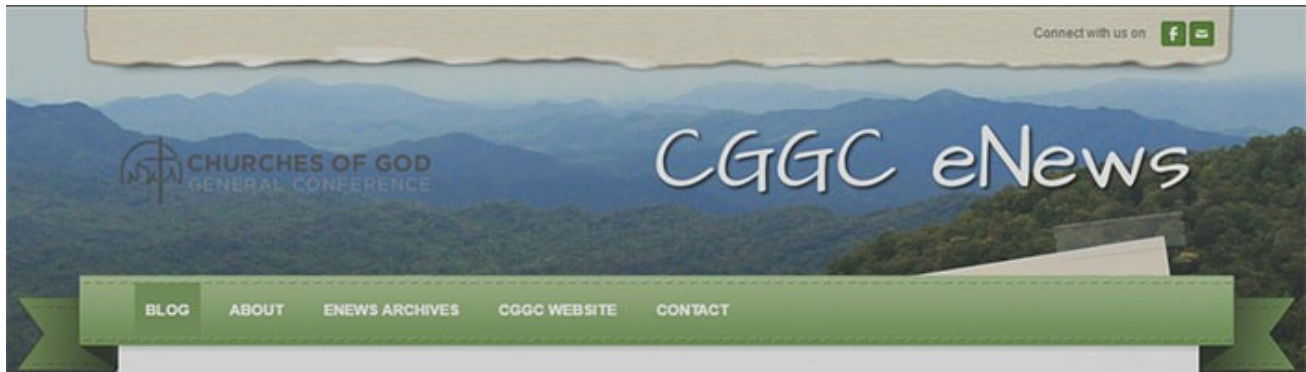 Connect with us on
CHURCHES OF GOD
GENERAL CONFERENCE
CGGC eNews
BLOG ABOUT ENEWS ARCHIVES CGGC WEBSITE CONTACT